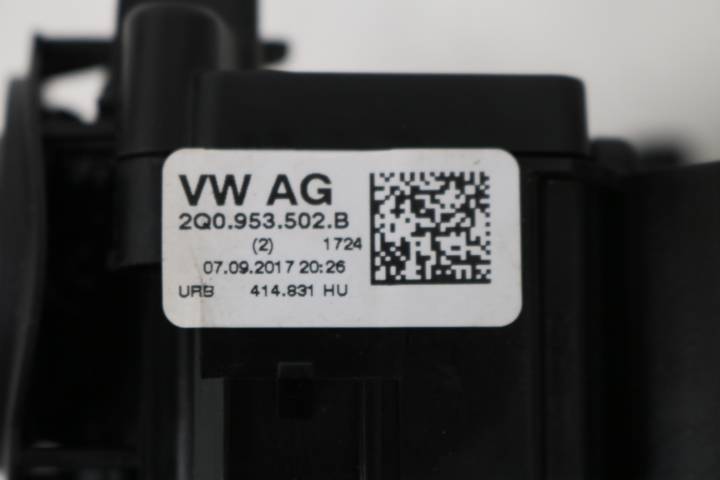 VW AG
2Q0.953.502.B
(2) 1724
07.09.2017 20:26
URB 414.831 HU